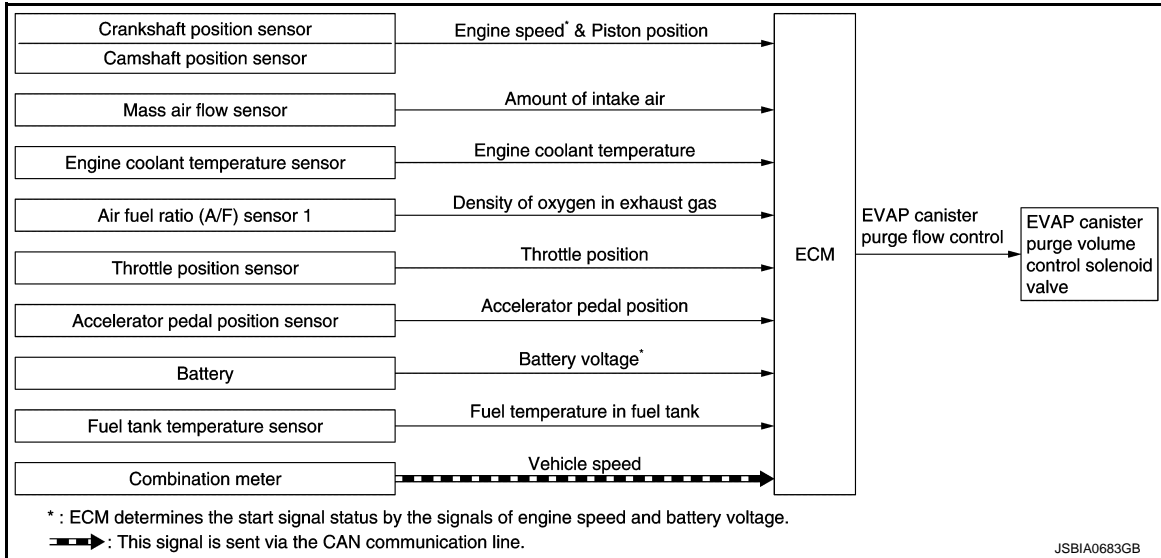 Crankshaft position sensor
Camshaft position sensor
Engine speed* & Piston position
Mass air flow sensor
Amount of intake air
Engine coolant temperature sensor
Engine coolant temperature
Air fuel ratio (A/F) sensor 1
Density of oxygen in exhaust gas
Throttle position sensor
Throttle position
Accelerator pedal position sensor
Accelerator pedal position
Battery
Battery voltage*
Fuel tank temperature sensor
Fuel temperature in fuel tank
Combination meter
Vehicle speed
ECM
EVAP canister
purge flow control
EVAP canister
purge volume
control solenoid
valve
* : ECM determines the start signal status by the signals of engine speed and battery voltage.
: This signal is sent via the CAN communication line.
JSBIA0683GB